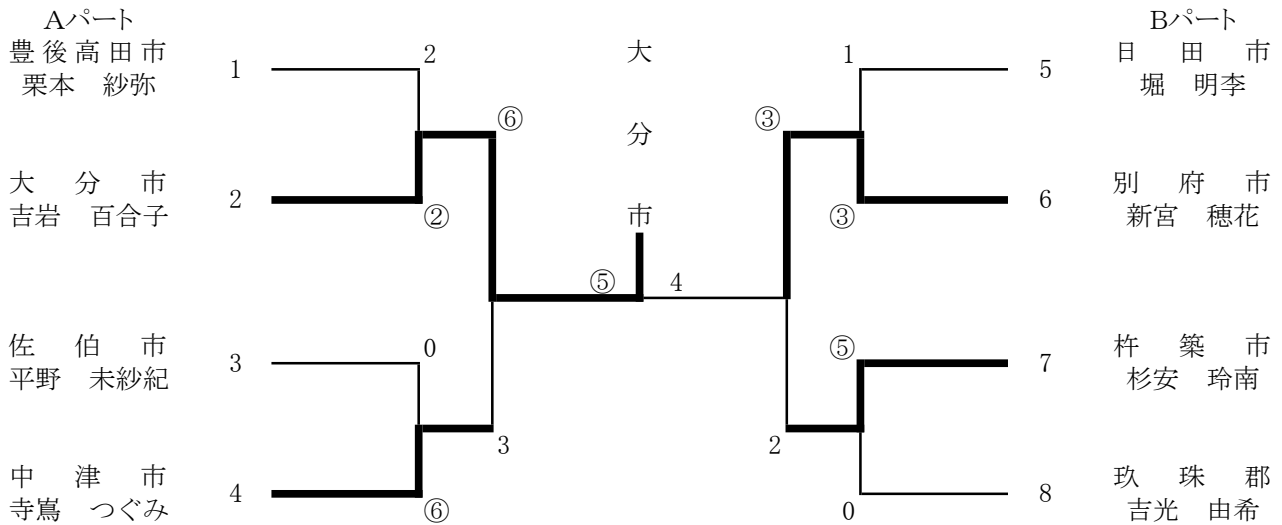 Aパート
豊後高田市
栗本 紗弥
1
2
大 分 市
吉岩 百合子
2
②
⑥
佐 伯 市
平野 未紗紀
3
0
中 津 市
寺嶌 つぐみ
4
⑥
3
大
分
市
⑤
4
Bパート
日 田 市
堀 明李
5
1
③
別 府 市
新宮 穂花
6
③
杵 築 市
杉安 玲南
7
⑤
2
玖 珠 郡
吉光 由希
8
0